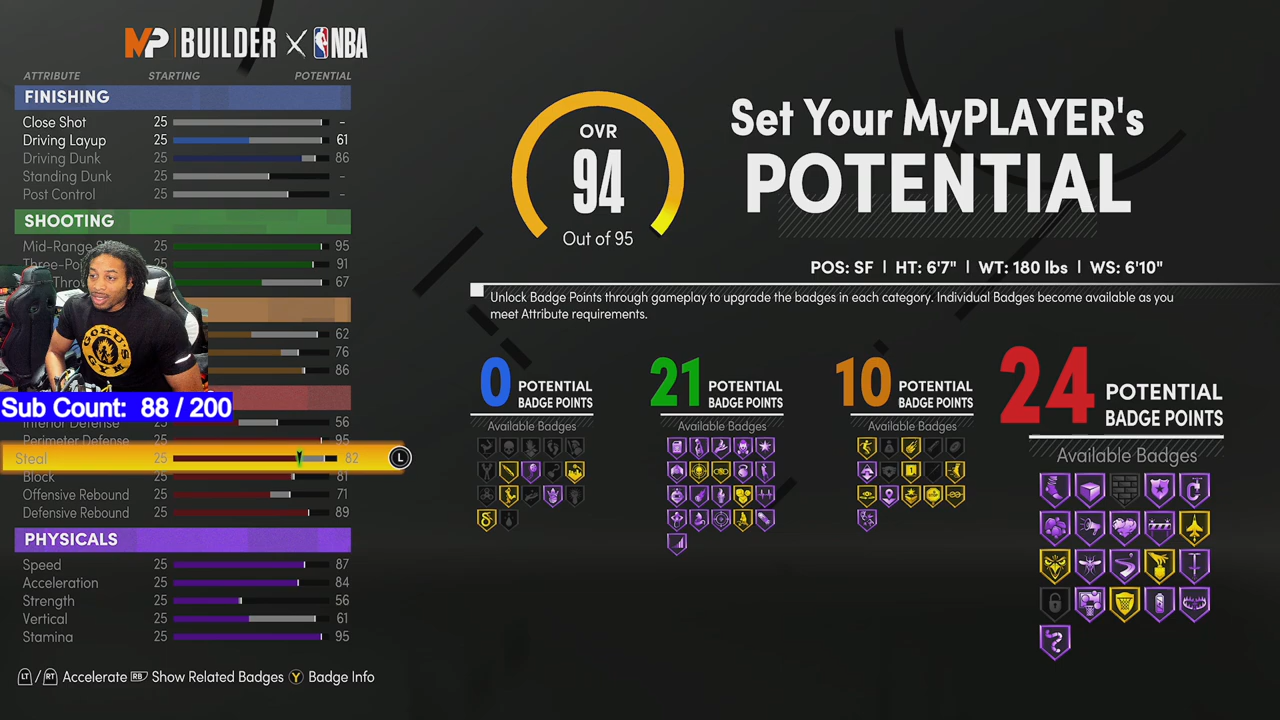 MP | BUILDER X NBA
ATTRIBUTE STARTING POTENTIAL
FINISHING
Close Shot 25 -
Driving Layup 25 61
Driving Dunk 25 86
Standing Dunk 25 -
Post Control 25 -
SHOOTING
Mid-Range 25 95
Three-Poi 25 91
Thro 25 67
62
76
86
Sub Count: 88 / 200
Interior Defense 56
Perimeter Defense 95
Steal 25 82 L
Block 25 81
Offensive Rebound 25 71
Defensive Rebound 25 89
PHYSICALS
Speed 25 87
Acceleration 25 84
Strength 25 56
Vertical 25 61
Stamina 25 95
LT / RT Accelerate RB Show Related Badges Y Badge Info
OVR
94
Out of 95
Set Your MyPLAYER's
POTENTIAL
POS: SF | HT: 6'7" | WT: 180 lbs | WS: 6'10"
Unlock Badge Points through gameplay to upgrade the badges in each category. Individual Badges become available as you
meet Attribute requirements.
0 POTENTIAL
BADGE POINTS
Available Badges
21 POTENTIAL
BADGE POINTS
Available Badges
10 POTENTIAL
BADGE POINTS
Available Badges
24 POTENTIAL
BADGE POINTS
Available Badges
GOKU'S
GYM